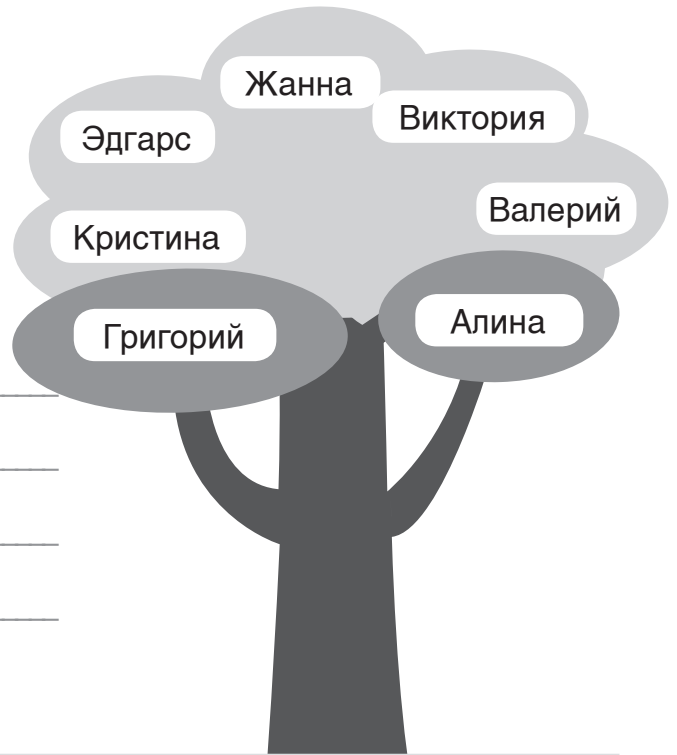 Жанна
Виктория
Эдгарс
Валерий
Кристина
Григорий
Алина